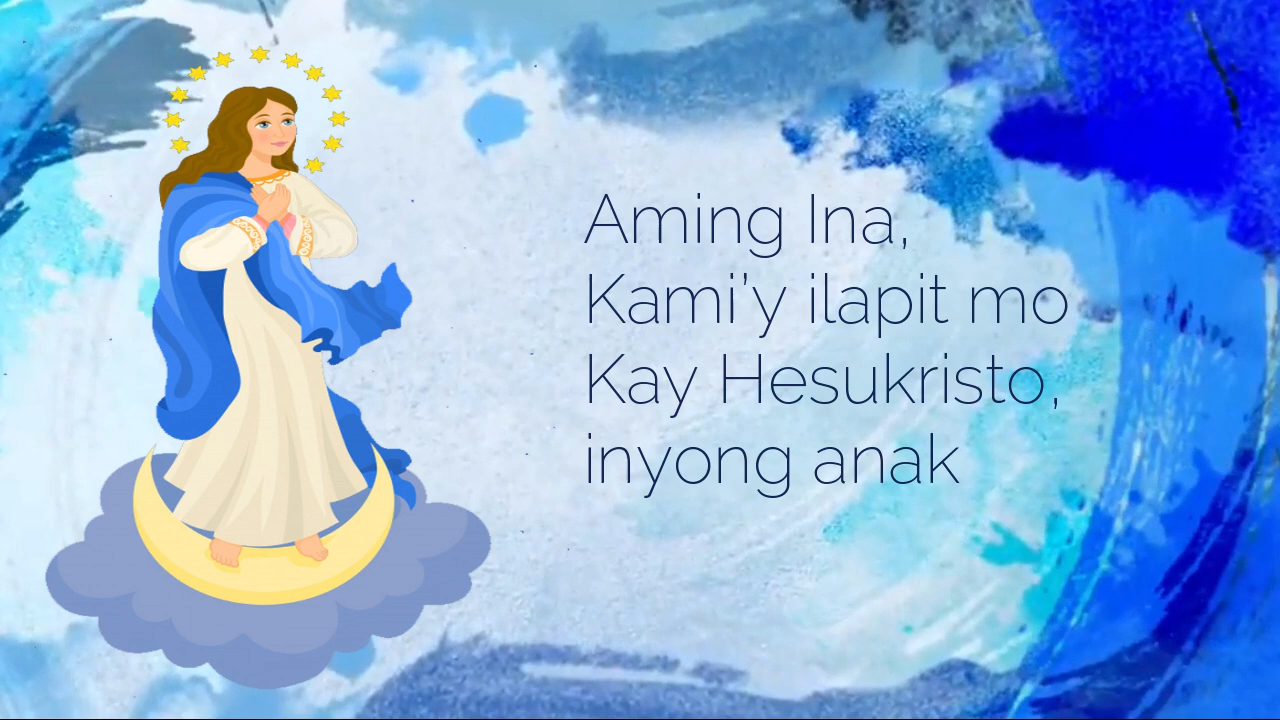 Aming Ina,
Kami'y ilapit mo
Kay Hesukristo,
inyong anak